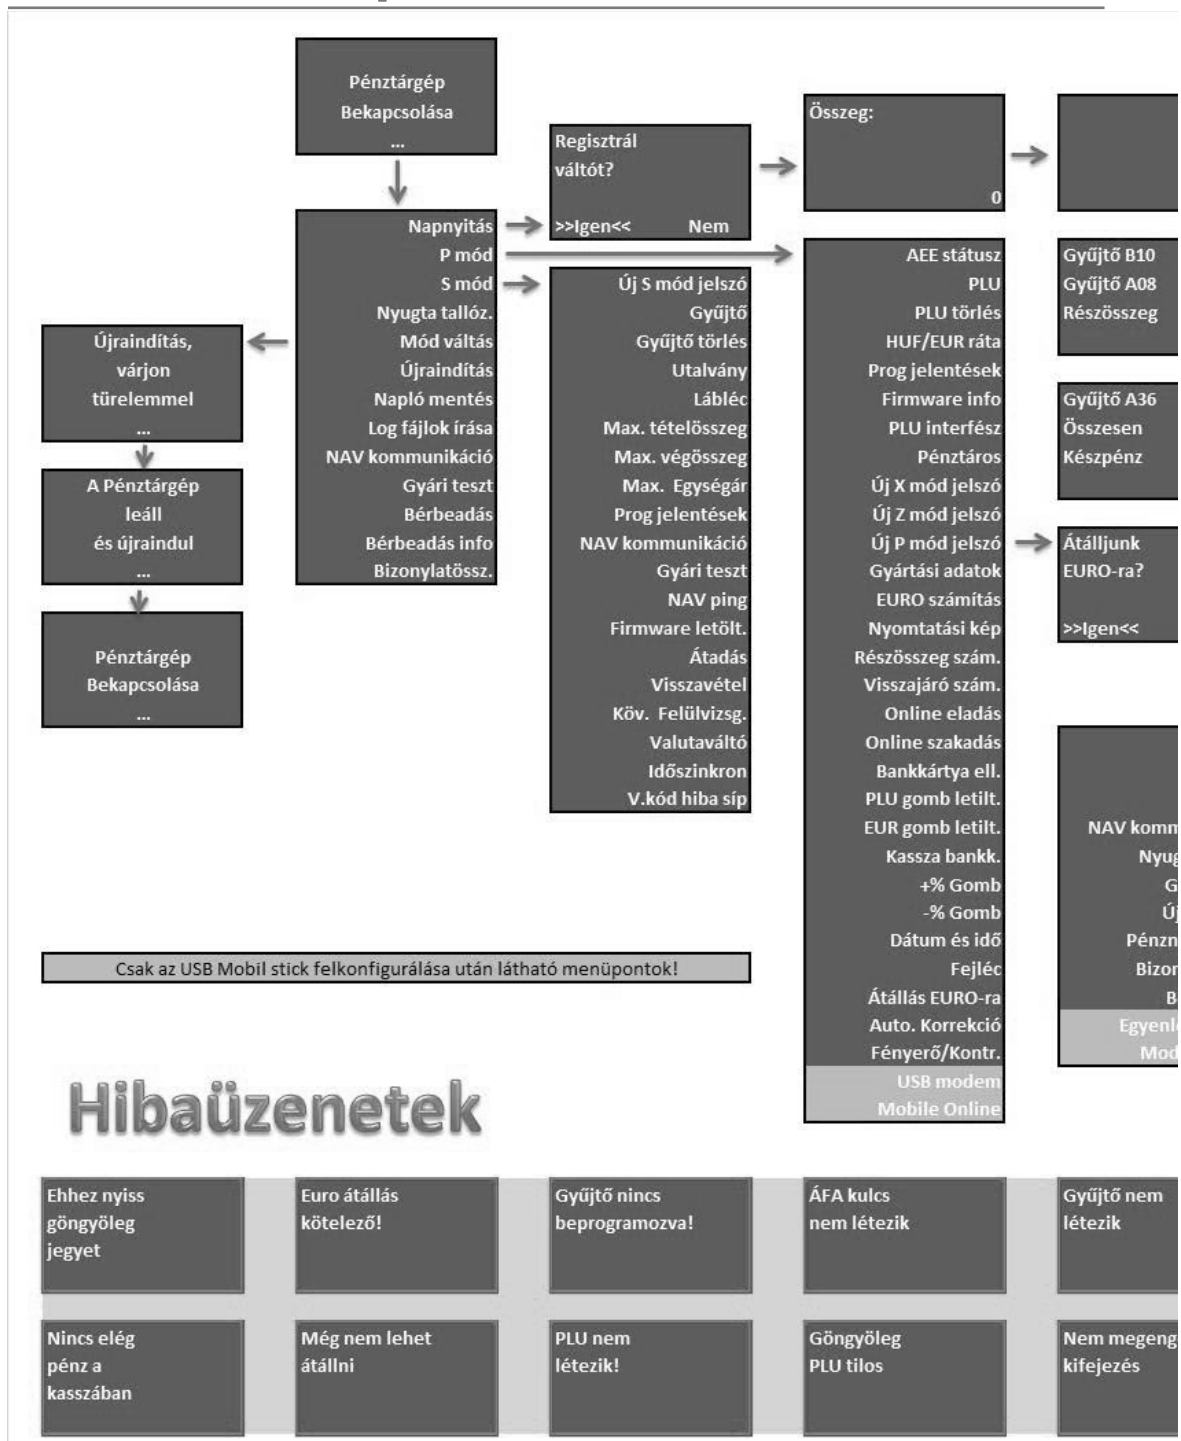 Pénztárgép
Bekapcsolása
...
Regisztrál
váltót?
>>Igen<< Nem
Összeg:
0
Napnyitás
P mód
S mód
Nyugta tallóz.
Mód váltás
Újraindítás
Napló mentés
Log fájlok írása
NAV kommunikáció
Gyári teszt
Bérbeadás
Bérbeadás info
Bizonylatössz.
Újraindítás,
várjon
türelemmel
...
A Pénztárgép
leáll
és újraindul
...
Pénztárgép
Bekapcsolása
...
Új S mód jelszó
Gyűjtő
Gyűjtő törlés
Utalvány
Lábléc
Max. tételösszeg
Max. végösszeg
Max. Egységár
Prog jelentések
NAV kommunikáció
Gyári teszt
NAV ping
Firmware letölt.
Átadás
Visszavétel
Köv. Felülvizsg.
Valutaváltó
Időszinkron
V.kód hiba síp
AEE státusz
PLU
PLU törlés
HUF/EUR ráta
Prog jelentések
Firmware info
PLU interfész
Pénztáros
Új X mód jelszó
Új Z mód jelszó
Új P mód jelszó
Gyártási adatok
EURO számítás
Nyomtatási kép
Részösszeg szám.
Visszajáró szám.
Online eladás
Online szakadás
Bankkártya ell.
PLU gomb letilt.
EUR gomb letilt.
Kassza bankk.
+% Gomb
-% Gomb
Dátum és idő
Fejléc
Átállás EURO-ra
Auto. Korrekció
Fényerő/Kontr.
USB modem
Mobile Online
Gyűjtő B10
Gyűjtő A08
Részösszeg
Gyűjtő A36
Összesen
Készpénz
Átálljunk
EURO-ra?
>>Igen<<
NAV komm
Nyug
G
Új
Pénzn
Bizon
B
Egyenl
Mod
Csak az USB Mobil stick felkonfigurálása után látható menüpontok!
Hibaüzenetek
Ehhez nyiss
göngyöleg
jegyet
Euro átállás
kötelező!
Gyűjtő nincs
beprogramozva!
ÁFA kulcs
nem létezik
Gyűjtő nem
létezik
Nincs elég
pénz a
kasszában
Még nem lehet
átállni
PLU nem
létezik!
Göngyöleg
PLU tilos
Nem megeng
kifejezés